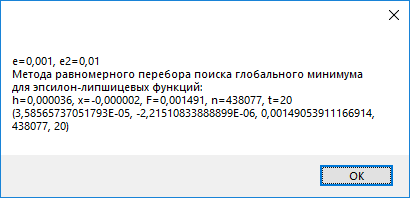 e=0,001, e2=0,01
Метода равномерного перебора поиска глобального минимума
для эпсилон-липшицевых функций:
h=0,000036, x=-0,000002, F=0,001491, n=438077, t=20
(3,58565737051793E-05, -2,21510833888899E-06, 0,00149053911166914,
438077, 20)
OK